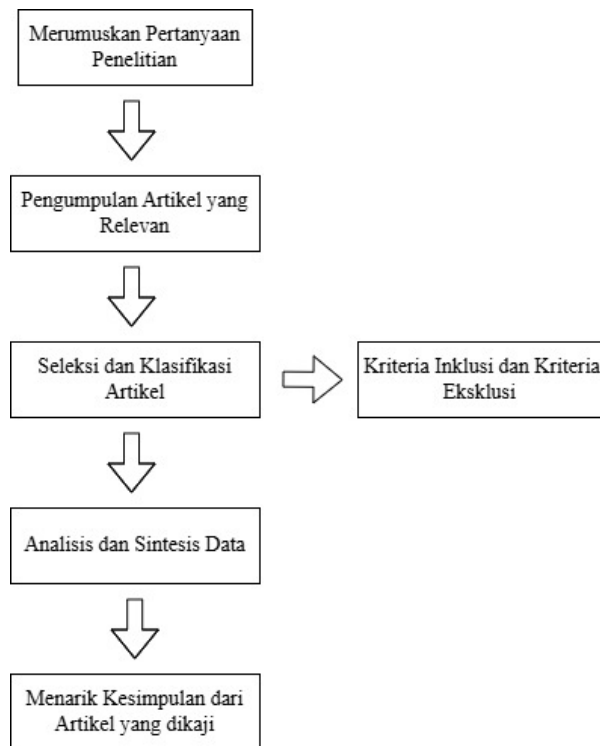 Merumuskan Pertanyaan
Penelitian
Pengumpulan Artikel yang
Relevan
Seleksi dan Klasifikasi
Artikel
Kriteria Inklusi dan Kriteria
Eksklusi
Analisis dan Sintesis Data
Menarik Kesimpulan dari
Artikel yang dikaji